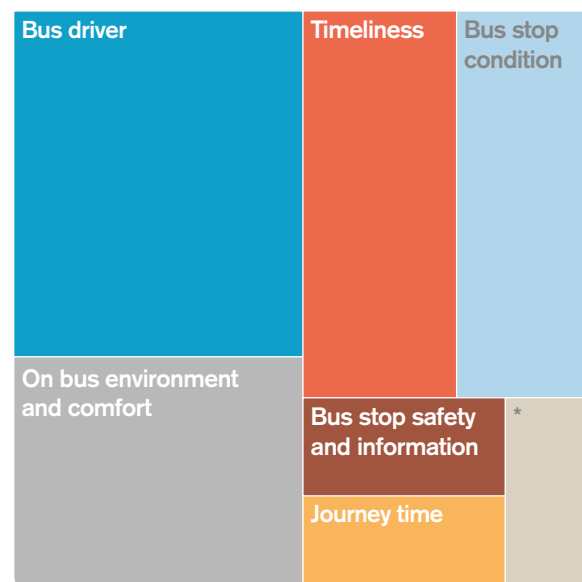 Bus driver
Timeliness
Bus stop
condition
On bus environment
and comfort
Bus stop safety
and information
*
Journey time